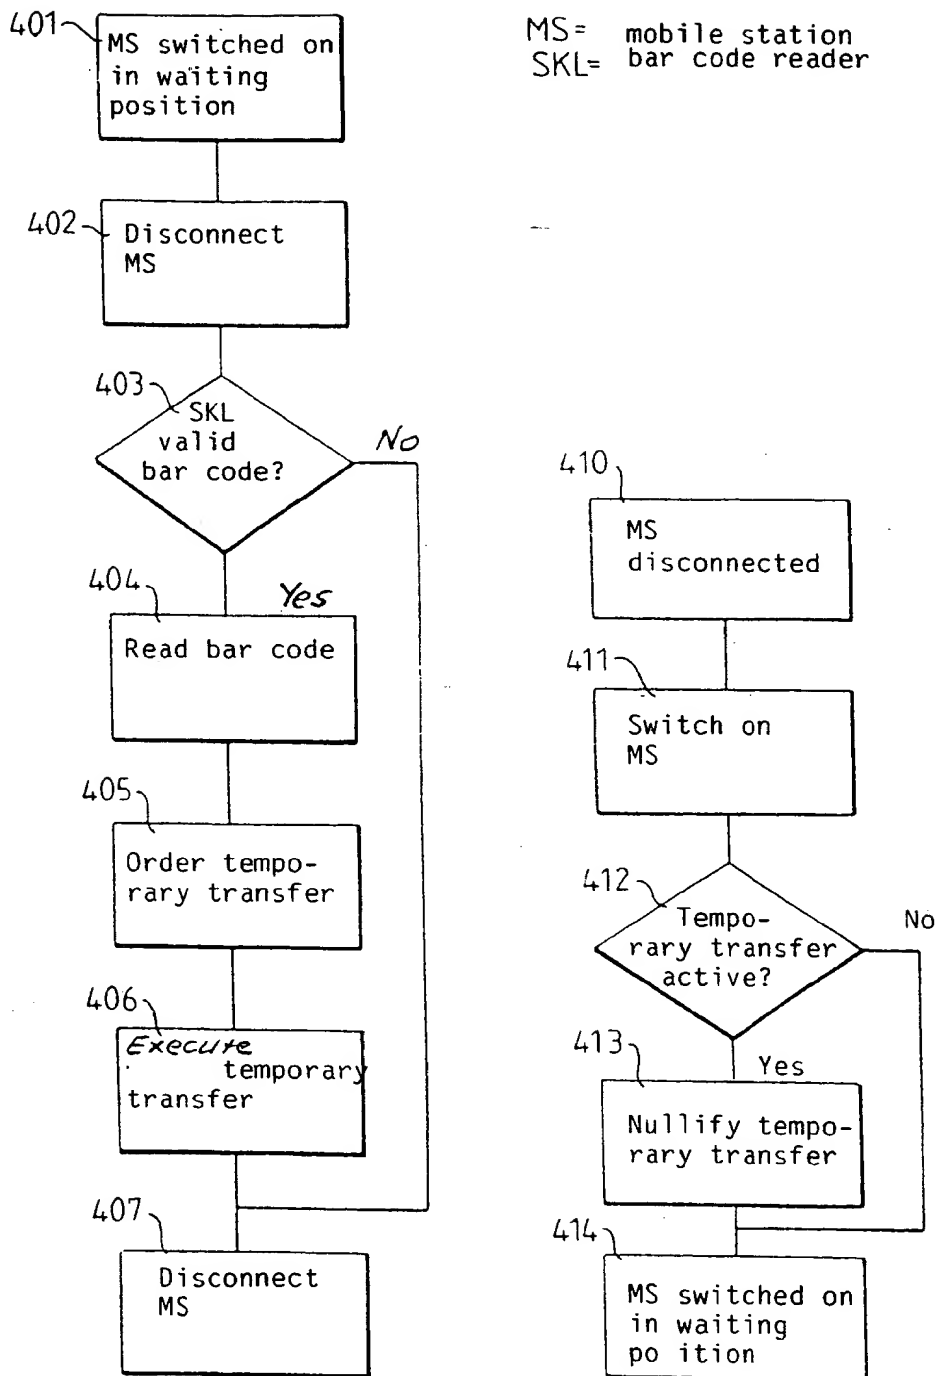 401
MS switched on
in waiting
position
MS= mobile station
SKL= bar code reader
402
Disconnect
MS
403
SKL
valid
bar code?
No
404
Yes
Read bar code
405
Order tempo-
rary transfer
406
Execute
temporary
transfer
407
Disconnect
MS
410
MS
disconnected
411
Switch on
MS
412
Tempo-
rary transfer
active?
No
413
Yes
Nullify tempo-
rary transfer
414
MS switched on
in waiting
po ition